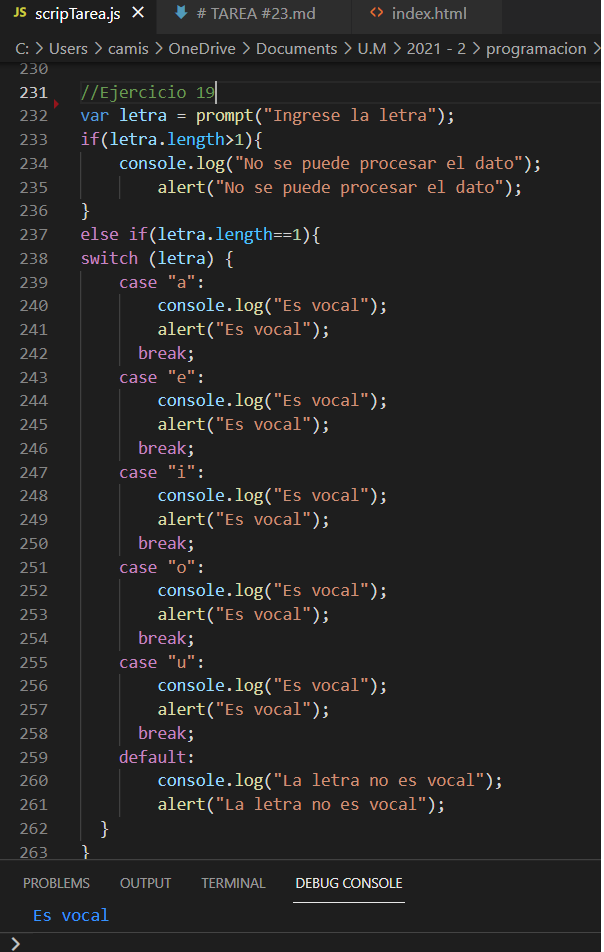 JS scripTarea.js × # TAREA #23.md <> index.html
C: > Users > camis > OneDrive > Documents > U.M > 2021 - 2 > programacion >
230
231 //Ejercicio 19
232 var letra = prompt("Ingrese la letra");
233 if(letra.length>1){
234 console.log("No se puede procesar el dato");
235 alert("No se puede procesar el dato");
236 }
237 else if(letra.length==1){
238 switch (letra) {
239 case "a":
240 console.log("Es vocal");
241 alert("Es vocal");
242 break;
243 case "e":
244 console.log("Es vocal");
245 alert("Es vocal");
246 break;
247 case "i":
248 console.log("Es vocal");
249 alert("Es vocal");
250 break;
251 case "o":
252 console.log("Es vocal");
253 alert("Es vocal");
254 break;
255 case "u":
256 console.log("Es vocal");
257 alert("Es vocal");
258 break;
259 default:
260 console.log("La letra no es vocal");
261 alert("La letra no es vocal");
262 }
263 }
PROBLEMS OUTPUT TERMINAL DEBUG CONSOLE
Es vocal
>